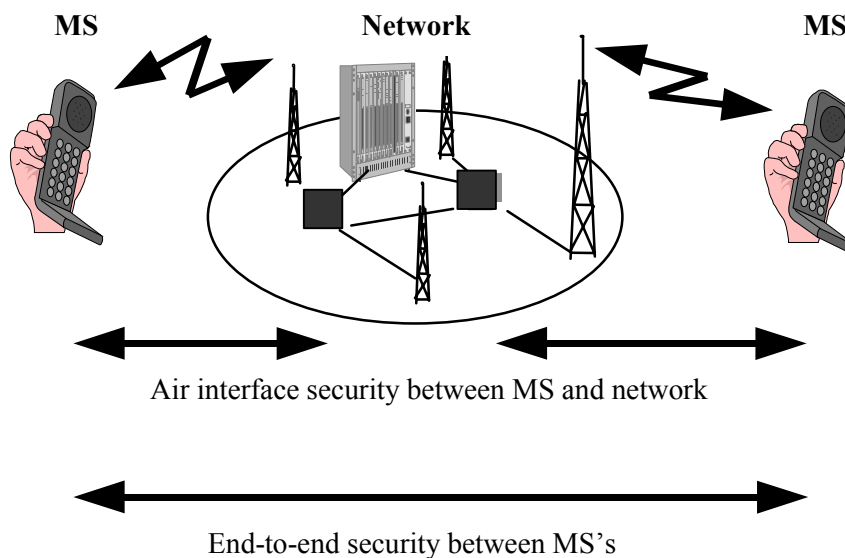 MS
Network
MS
Air interface security between MS and network
End-to-end security between MS’s